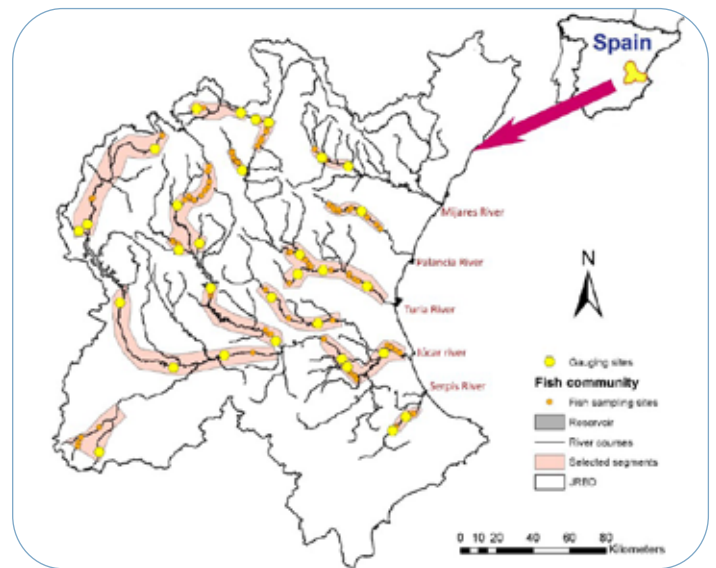 Spain
Mijares River
Palancia River
Turia River
Júcar river
Serpis River
N
Gauging sites
Fish community
Fish sampling sites
Reservoir
River courses
Selected segments
JRBD
0 10 20 40 60 80
Kilometers